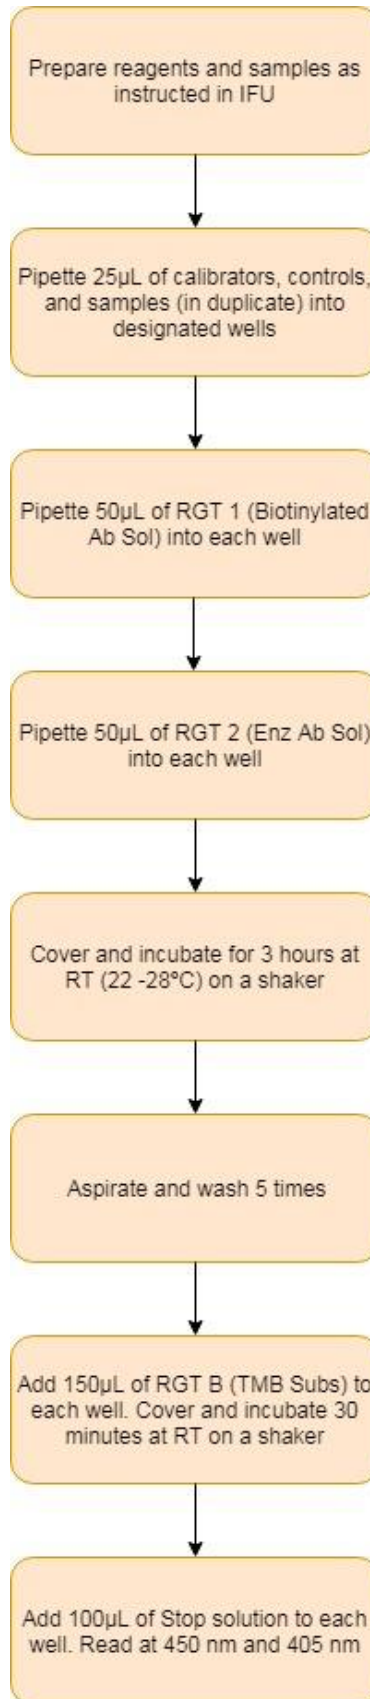 Prepare reagents and samples as
instructed in IFU
Pipette 25µL of calibrators, controls,
and samples (in duplicate) into
designated wells
Pipette 50µL of RGT 1 (Biotinylated
Ab Sol) into each well
Pipette 50µL of RGT 2 (Enz Ab Sol)
into each well
Cover and incubate for 3 hours at
RT (22 -28ºC) on a shaker
Aspirate and wash 5 times
Add 150µL of RGT B (TMB Subs) to
each well. Cover and incubate 30
minutes at RT on a shaker
Add 100µL of Stop solution to each
well. Read at 450 nm and 405 nm